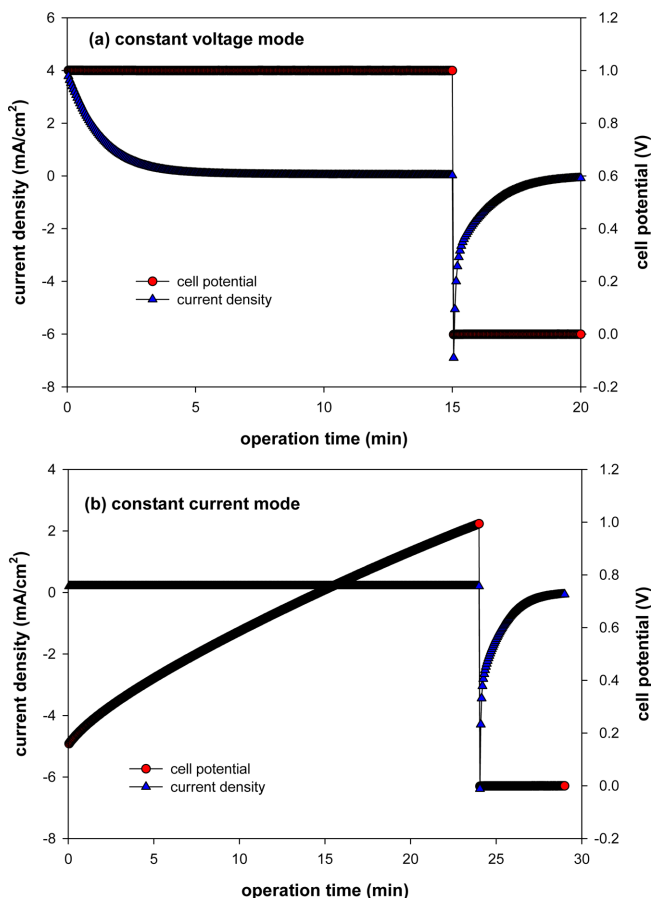 (a) constant voltage mode
current density (mA/cm²)
6
4
2
0
-2
-4
-6
-8
cell potential
current density
1.2
1.0
0.8
0.6
0.4
0.2
0.0
-0.2
cell potential (V)
0 5 10 15 20
operation time (min)
(b) constant current mode
current density (mA/cm²)
4
2
0
-2
-4
-6
-8
cell potential
current density
1.2
1.0
0.8
0.6
0.4
0.2
0.0
-0.2
cell potential (V)
0 5 10 15 20 25 30
operation time (min)